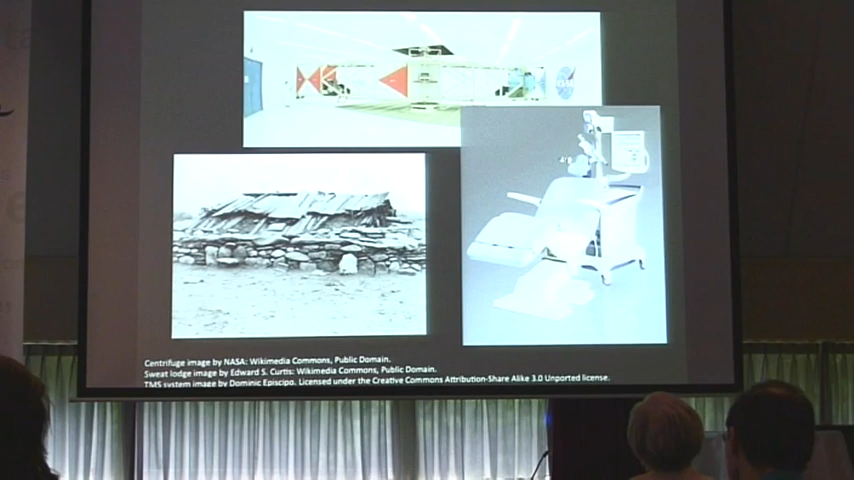 Centrifuge image by NASA: Wikimedia Commons, Public Domain.
Sweat lodge image by Edward S. Curtis: Wikimedia Commons, Public Domain.
TMS system image by Dominic Episcipo. Licensed under the Creative Commons Attribution-Share Alike 3.0 Unported license.